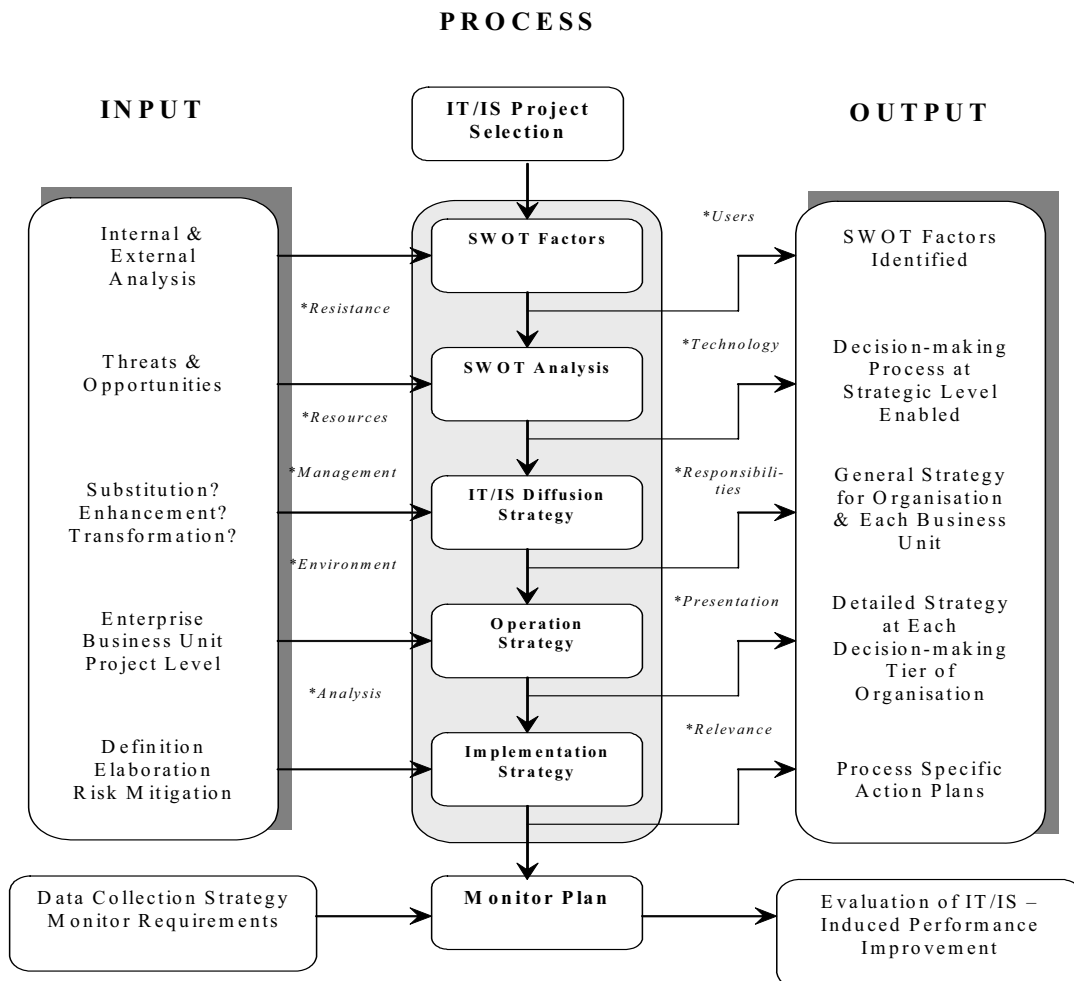 PROCESS
INPUT
IT/IS Project
Selection
OUTPUT
Internal &
External
Analysis
SWOT Factors
*Users
SWOT Factors
Identified
*Resistance
Threats &
Opportunities
SWOT Analysis
*Technology
Decision-making
Process at
Strategic Level
Enabled
*Resources
*Management
Substitution?
Enhancement?
Transformation?
IT/IS Diffusion
Strategy
*Responsibili-
ties
General Strategy
for Organisation
& Each Business
Unit
*Environment
Enterprise
Business Unit
Project Level
Operation
Strategy
*Presentation
Detailed Strategy
at Each
Decision-making
Tier of
Organisation
*Analysis
Definition
Elaboration
Risk Mitigation
Implementation
Strategy
*Relevance
Process Specific
Action Plans
Data Collection Strategy
Monitor Requirements
Monitor Plan
Evaluation of IT/IS –
Induced Performance
Improvement